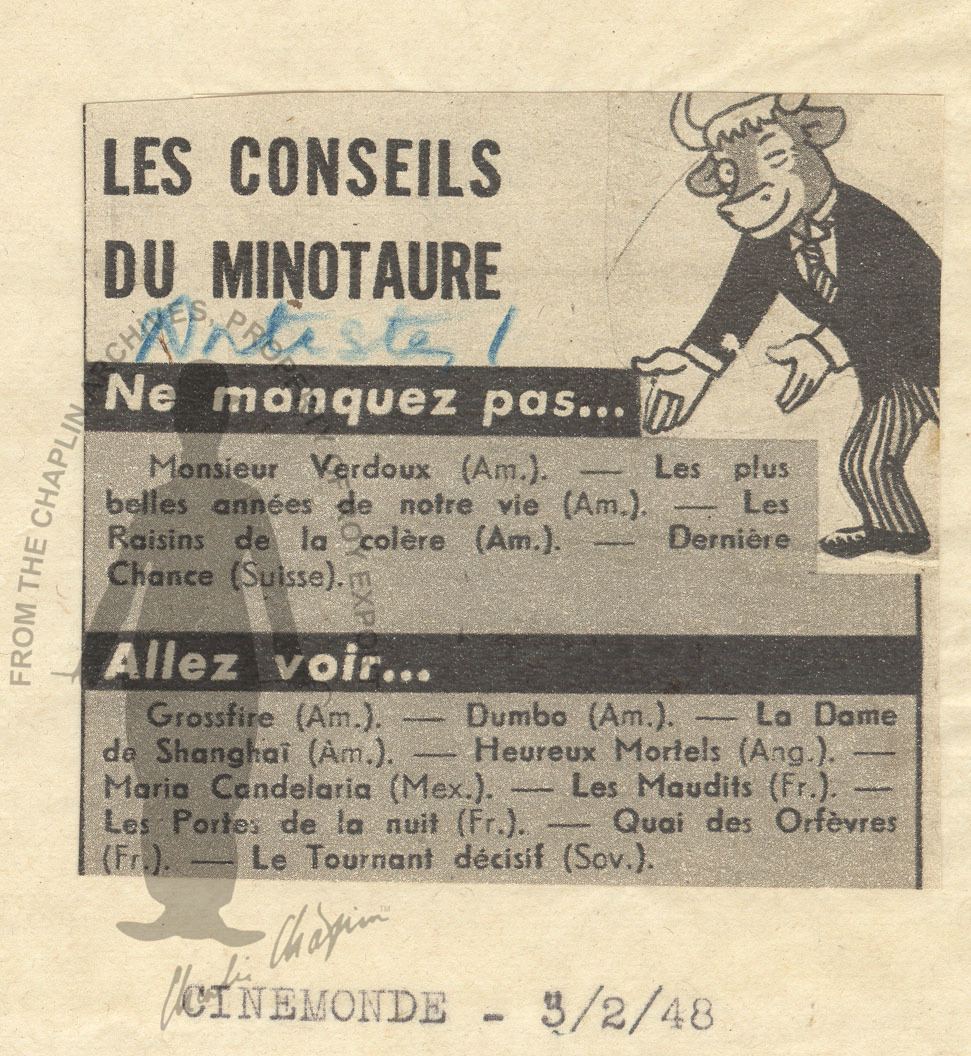 LES CONSEILS
DU MINOTAURE
Ne manquez pas...
Monsieur Verdoux (Am.). — Les plus
belles années de notre vie (Am.). — Les
Raisins de la colère (Am.). — Dernière
Chance (Suisse).
Allez voir...
Grossfire (Am.). — Dumbo (Am.). — La Dame
de Shanghaï (Am.). — Heureux Mortels (Ang.). —
Maria Candelaria (Mex.). — Les Maudits (Fr.). —
Les Portes de la nuit (Fr.). — Quai des Orfèvres
(Fr.). — Le Tournant décisif (Sov.).
FROM THE CHAPLIN ARCHIVES, PROPERTY OF ROY EXPORT
Charlie Chaplin
CINEMONDE - 3/2/48